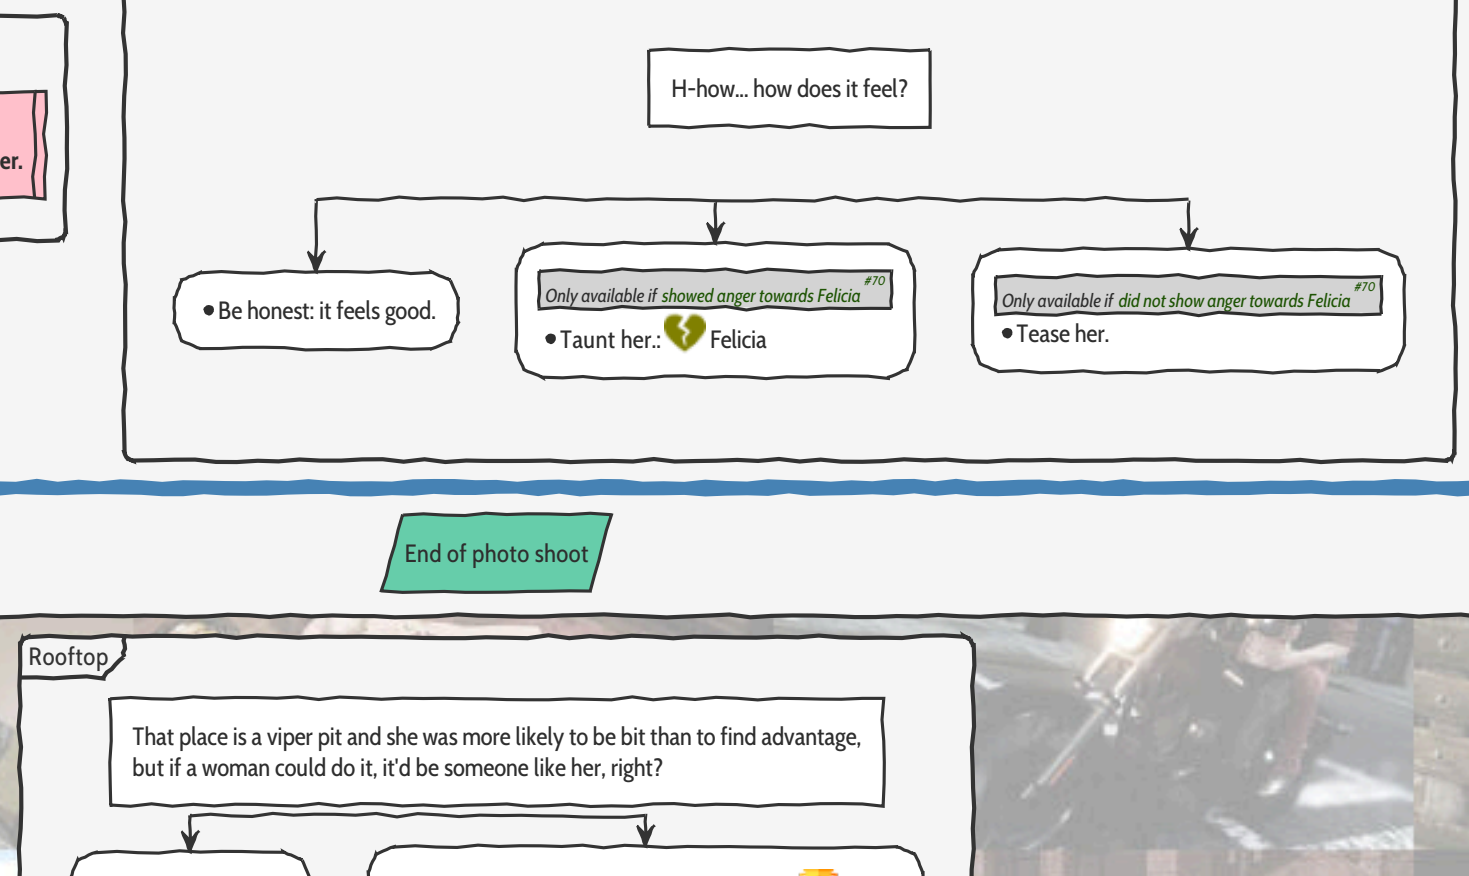 er.
H-how... how does it feel?
Be honest: it feels good.
Only available if showed anger towards Felicia #70
Taunt her.: Felicia
Only available if did not show anger towards Felicia #70
Tease her.
End of photo shoot
Rooftop
That place is a viper pit and she was more likely to be bit than to find advantage,
but if a woman could do it, it'd be someone like her, right?